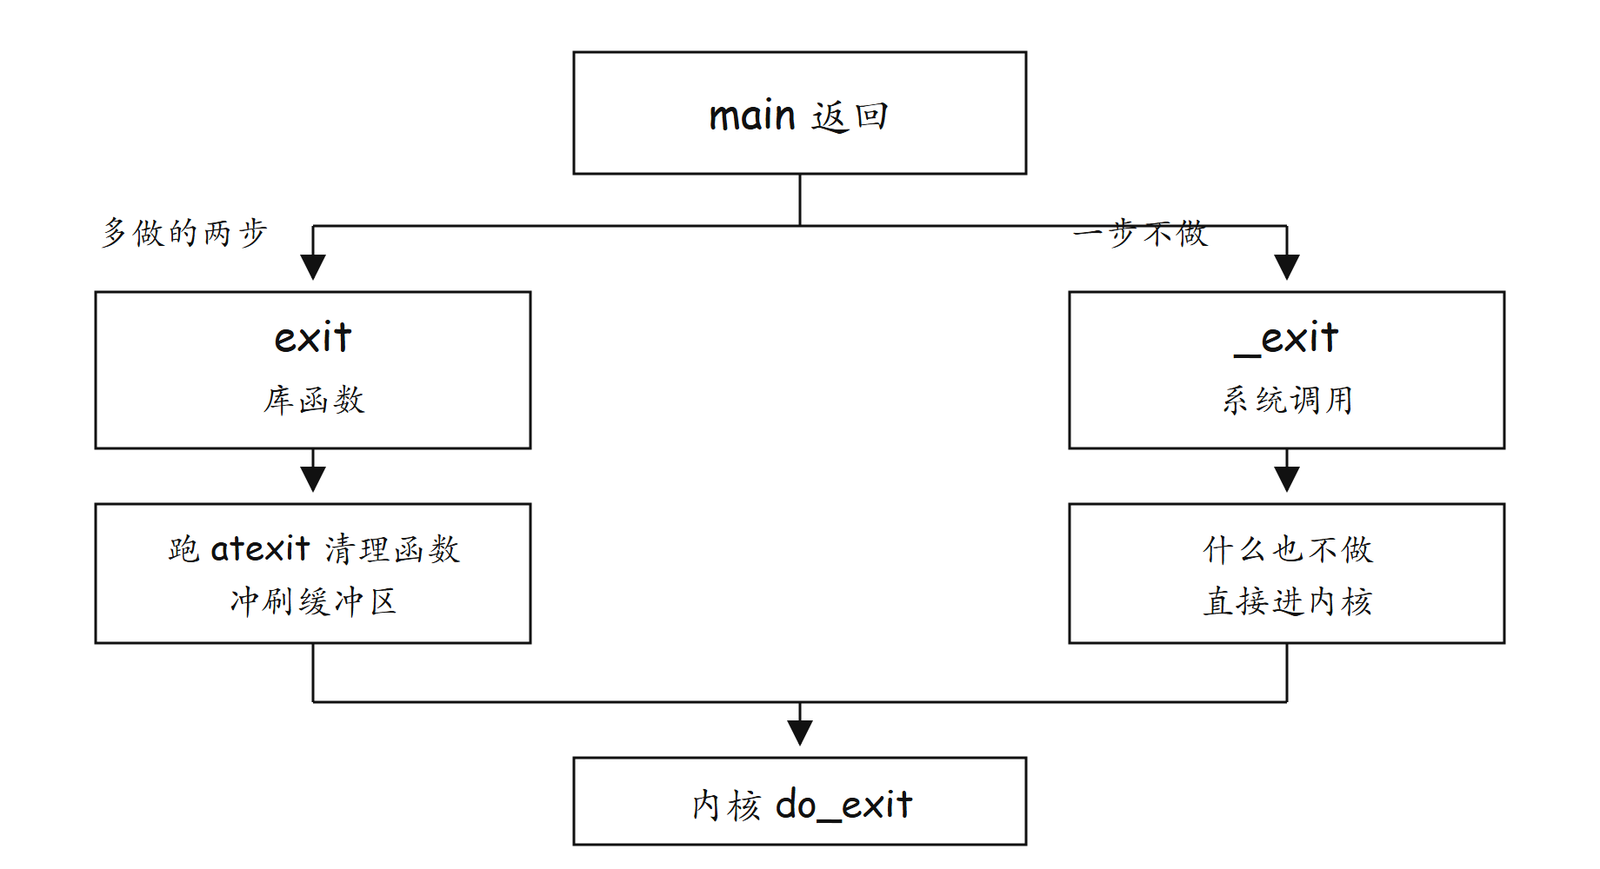 main 返回
多做的两步
一步不做
exit
库函数
_exit
系统调用
跑 atexit 清理函数
冲刷缓冲区
什么也不做
直接进内核
内核 do_exit